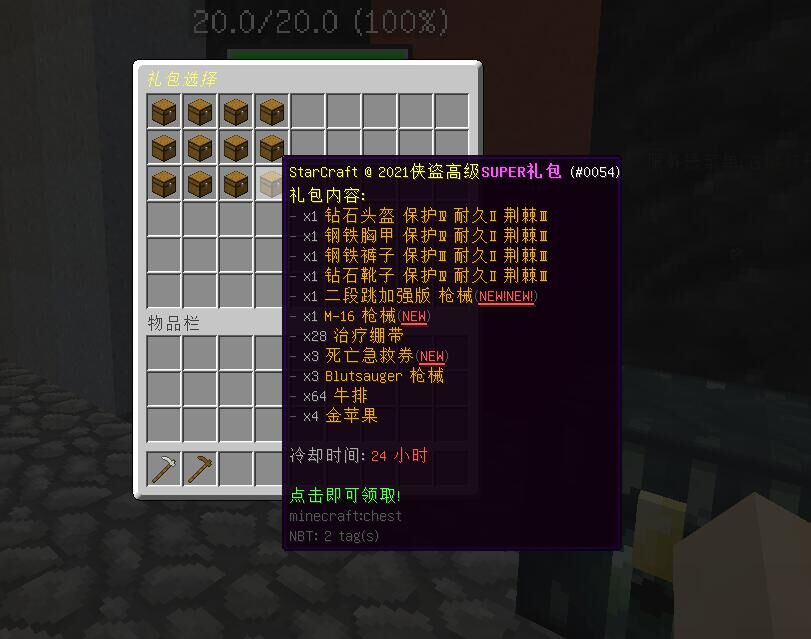 20.0/20.0 (100%)
礼包选择
StarCraft @ 2021侠盗高级SUPER礼包 (#0054)
礼包内容:
- x1 钻石头盔 保护Ⅳ 耐久Ⅱ 荆棘Ⅲ
- x1 钢铁胸甲 保护Ⅳ 耐久Ⅱ 荆棘Ⅲ
- x1 钢铁裤子 保护Ⅳ 耐久Ⅱ 荆棘Ⅲ
- x1 钻石靴子 保护Ⅳ 耐久Ⅱ 荆棘Ⅲ
- x1 二段跳加强版 枪械(NEW!NEW!)
- x1 M-16 枪械(NEW)
- x28 治疗绷带
- x3 死亡急救券(NEW)
- x3 Blutsauger 枪械
- x64 牛排
- x4 金苹果
冷却时间: 24 小时
点击即可领取!
minecraft:chest
NBT: 2 tag(s)
物品栏